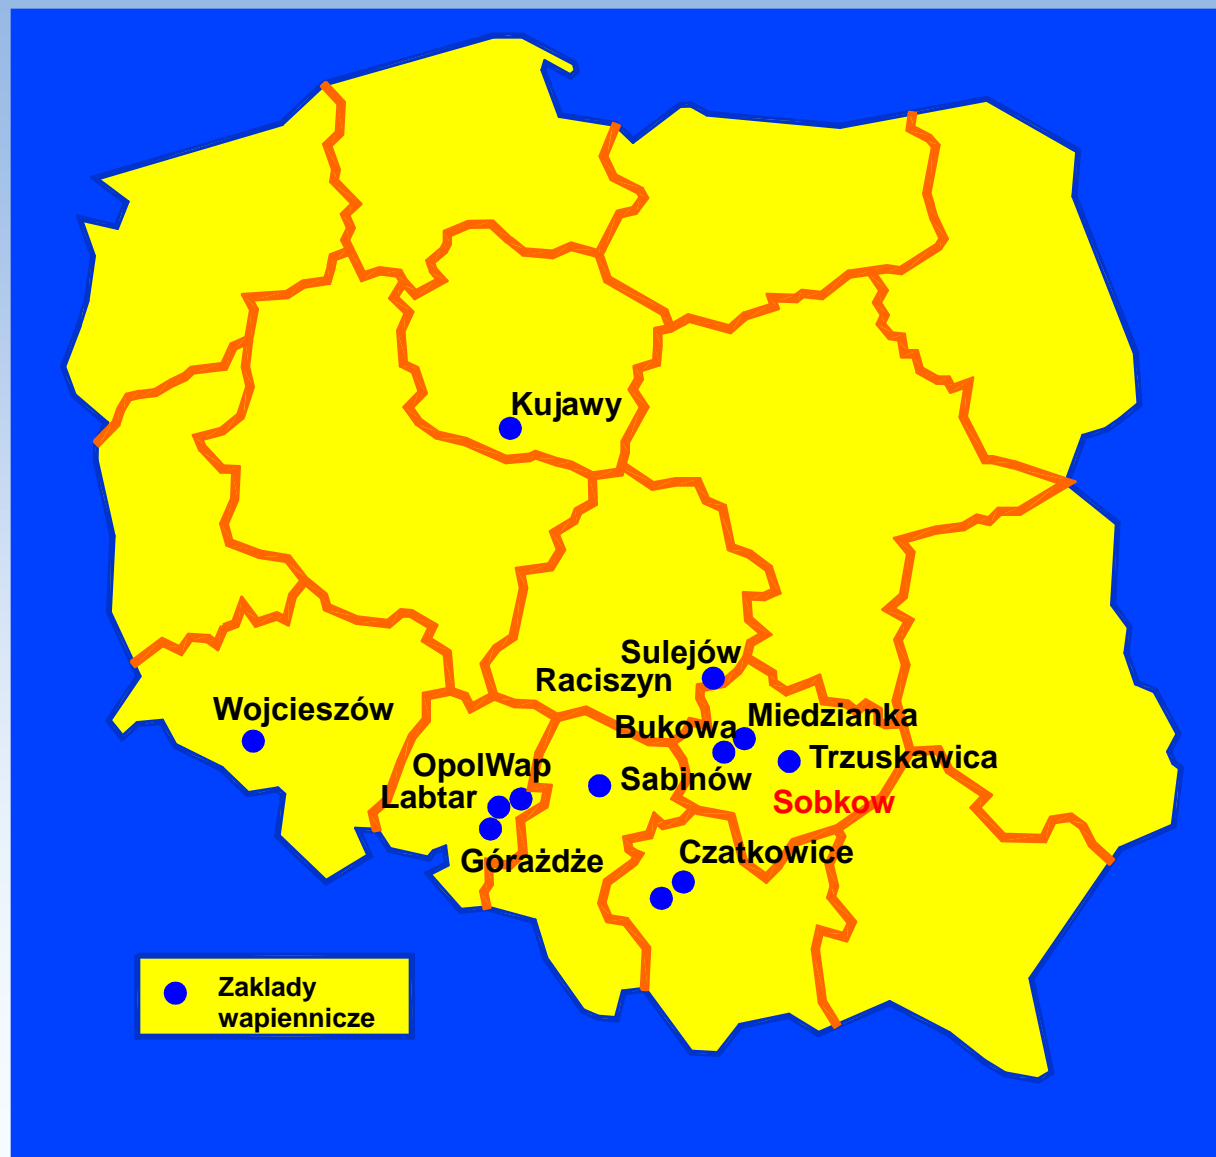 Kujawy
Sulejów
Raciszyn
Wojcieszów
Miedzianka
Bukowa
Trzuskawica
OpolWap
Sabinów
Labtar
Sobkow
Czatkowice
Górażdże
Zaklady
wapiennicze